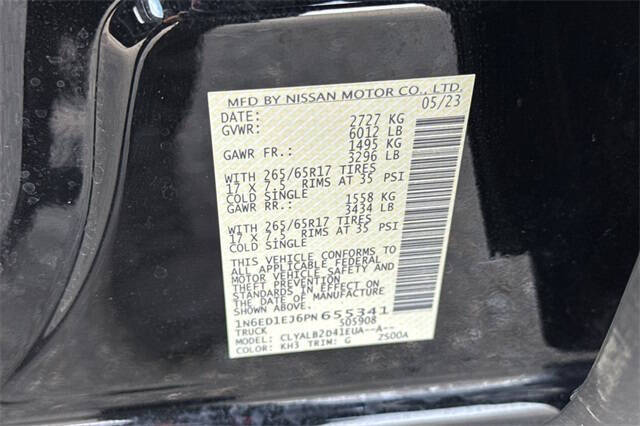 MFD BY NISSAN MOTOR CO., LTD.
DATE: 05/23
GVWR: 2727 KG
6012 LB
GAWR FR.: 1495 KG
3296 LB
WITH 265/65R17 TIRES
17 X 7.5 RIMS AT 35 PSI
COLD SINGLE
GAWR RR.: 1558 KG
3434 LB
WITH 265/65R17 TIRES
17 X 7.5 RIMS AT 35 PSI
COLD SINGLE
THIS VEHICLE CONFORMS TO
ALL APPLICABLE FEDERAL
MOTOR VEHICLE SAFETY AND
THEFT PREVENTION
STANDARDS IN EFFECT ON THE
DATE OF MANUFACTURE
SHOWN ABOVE.
1N6ED1EJ6PN655341
TRUCK 505908
MODEL: CLYALB2D41EUA--A--
COLOR: KH3 TRIM: G 2500A